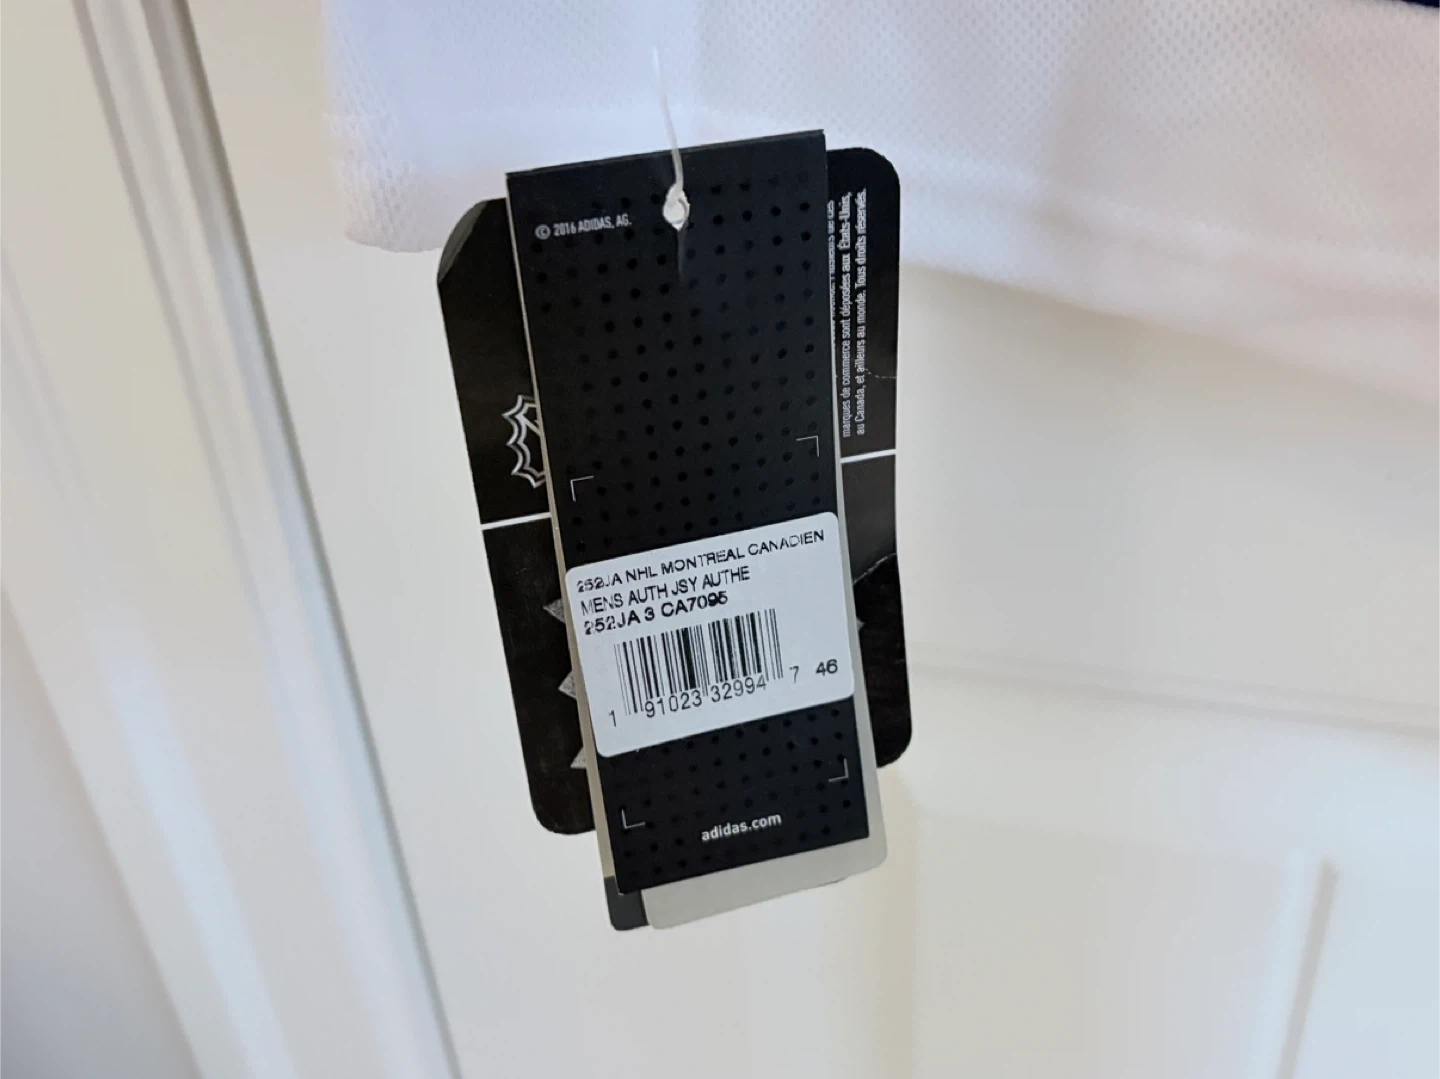 © 2016 ADIDAS, AG.
marques de commerce sont déposées aux États-Unis,
au Canada, et ailleurs au monde. Tous droits réservés.
252JA NHL MONTREAL CANADIEN
MENS AUTH JSY AUTHE
252JA 3 CA7095
1 91023 32994 7 46
adidas.com